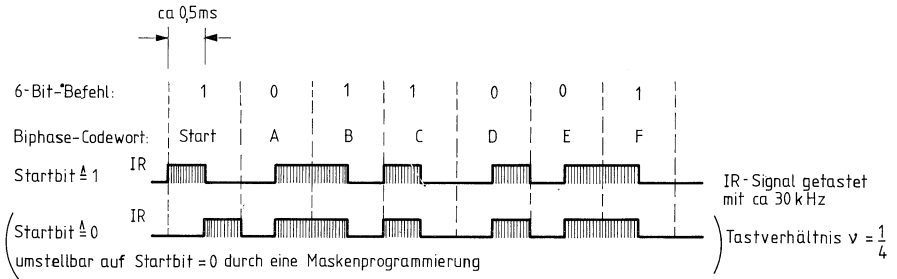 ca 0,5ms
6-Bit-Befehl: 1 0 1 1 0 0 1
Biphase-Codewort: Start A B C D E F
Startbit ≙ 1 IR
IR-Signal getastet
mit ca 30 kHz
Startbit ≙ 0 IR
Tastverhältnis ν = 1/4
umstellbar auf Startbit = 0 durch eine Maskenprogrammierung